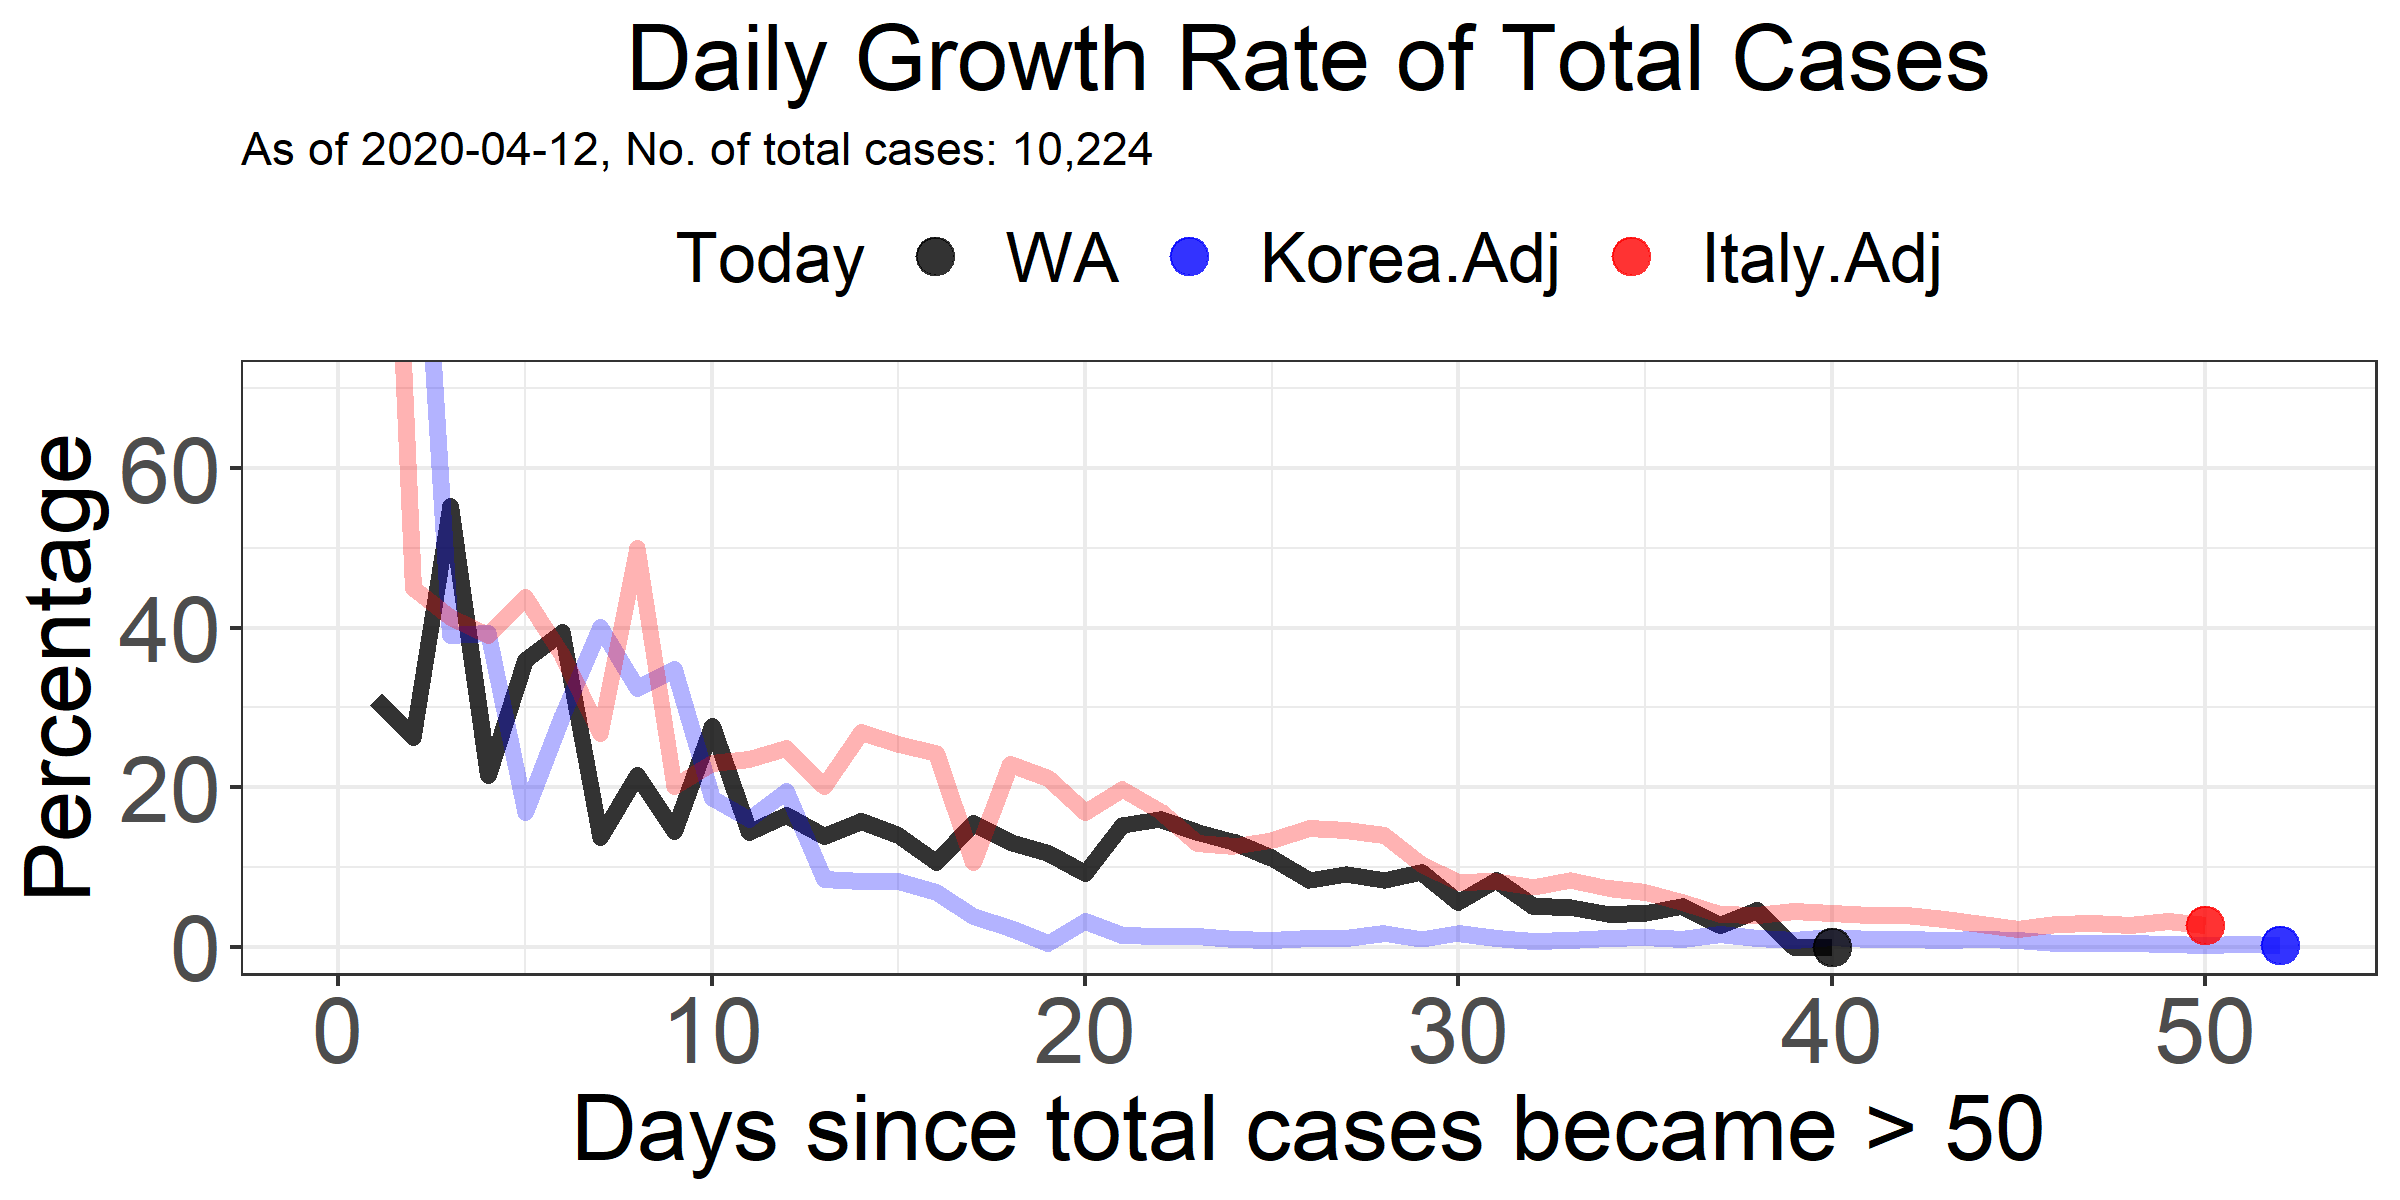 Daily Growth Rate of Total Cases
As of 2020-04-12, No. of total cases: 10,224
Today WA Korea.Adj Italy.Adj
Percentage
60
40
20
0
0 10 20 30 40 50
Days since total cases became > 50